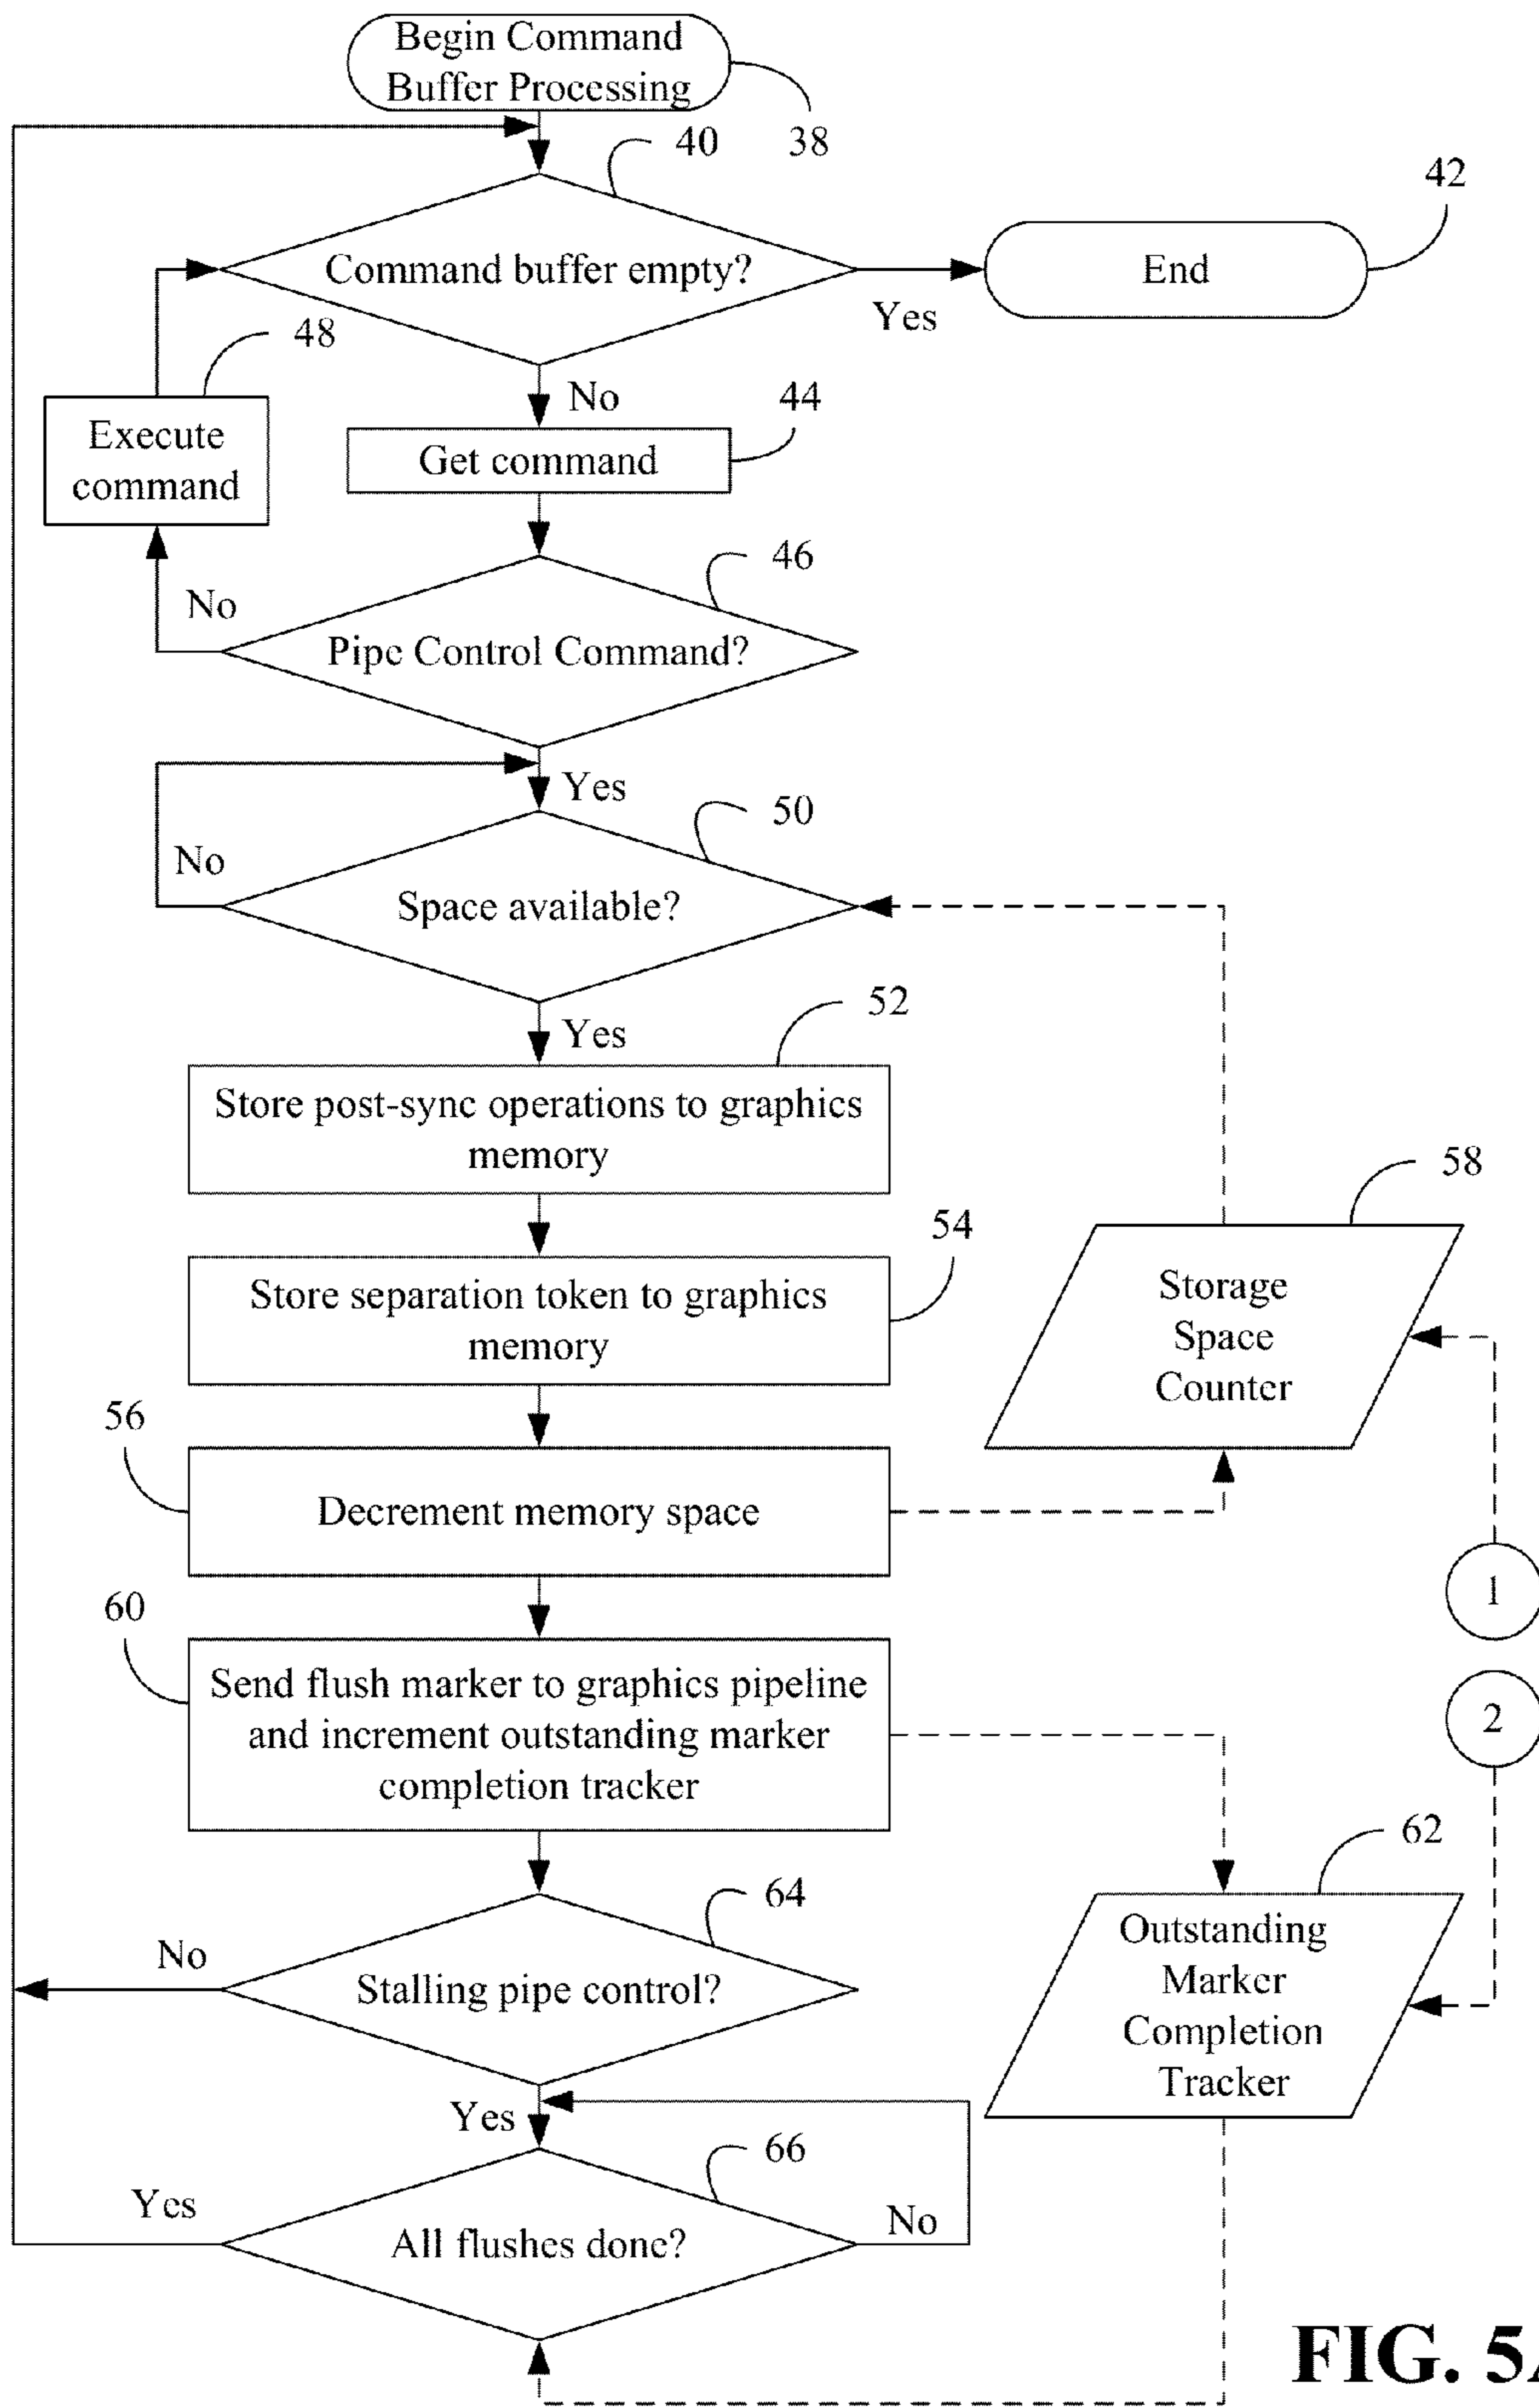 Begin Command
Buffer Processing
38
40
42
Command buffer empty?
End
Yes
48
No
44
Execute
command
Get command
46
No
Pipe Control Command?
Yes
50
No
Space available?
52
Yes
Store post-sync operations to graphics
memory
58
54
Store separation token to graphics
memory
Storage
Space
Counter
56
Decrement memory space
1
60
Send flush marker to graphics pipeline
and increment outstanding marker
completion tracker
2
62
64
No
Stalling pipe control?
Outstanding
Marker
Completion
Tracker
Yes
66
Yes
No
All flushes done?
FIG. 5A